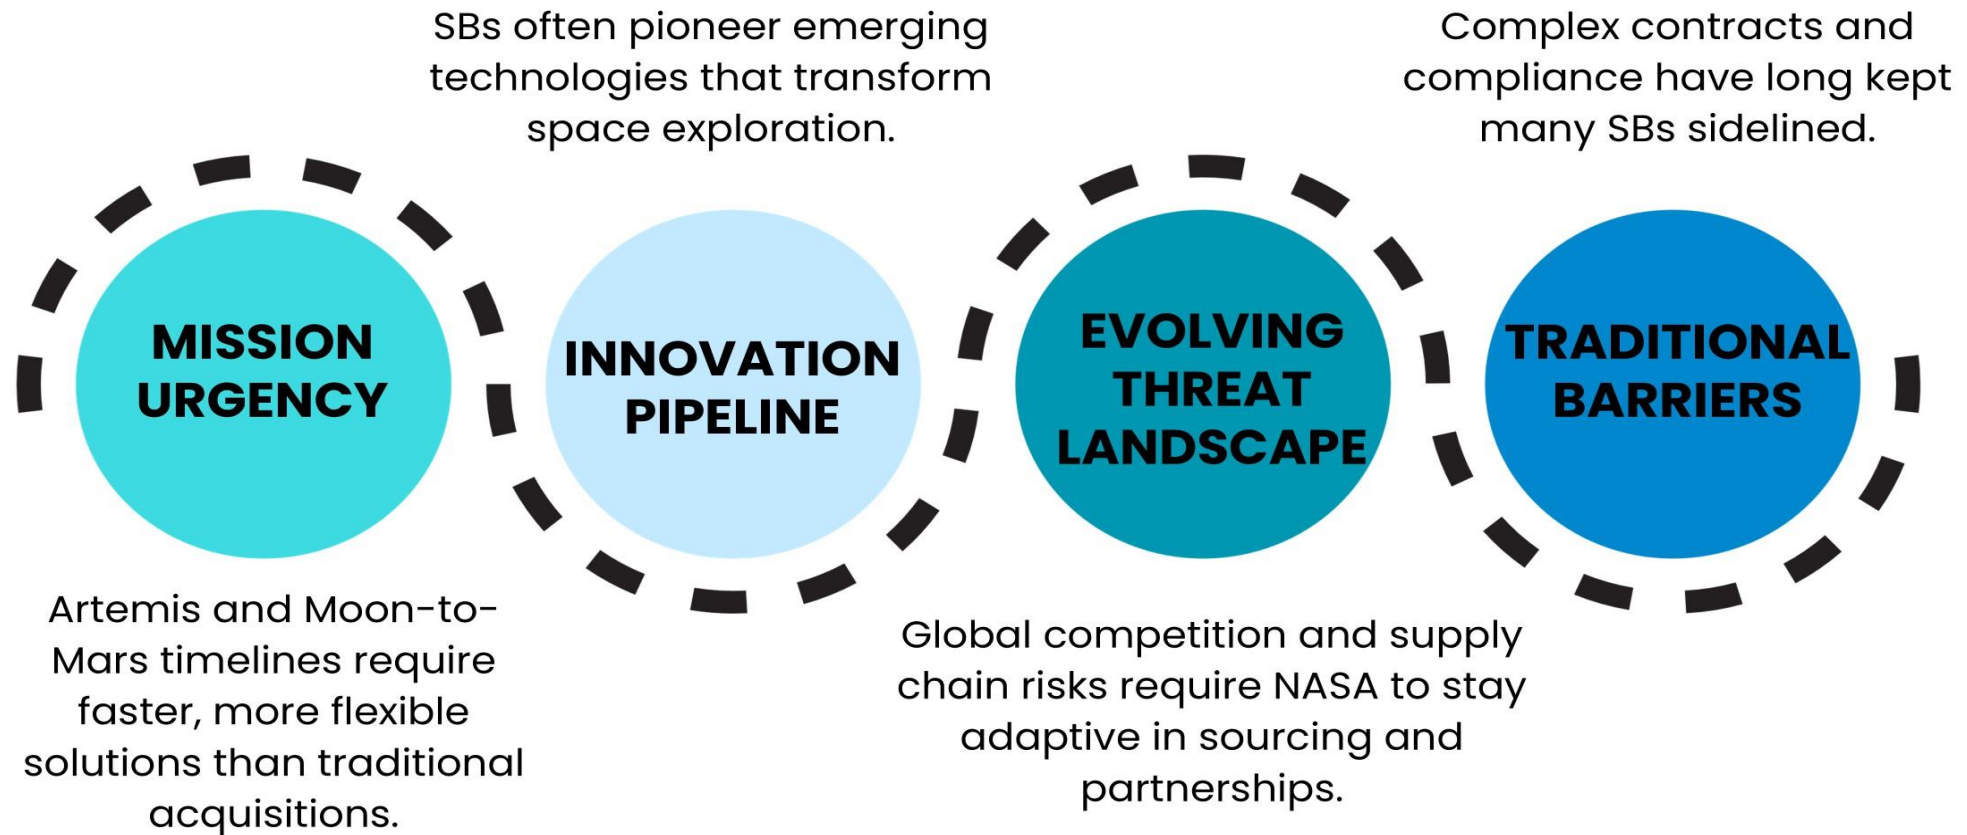 SBs often pioneer emerging
technologies that transform
space exploration.
Complex contracts and
compliance have long kept
many SBs sidelined.
MISSION
URGENCY
INNOVATION
PIPELINE
EVOLVING
THREAT
LANDSCAPE
TRADITIONAL
BARRIERS
Artemis and Moon-to-
Mars timelines require
faster, more flexible
solutions than traditional
acquisitions.
Global competition and supply
chain risks require NASA to stay
adaptive in sourcing and
partnerships.